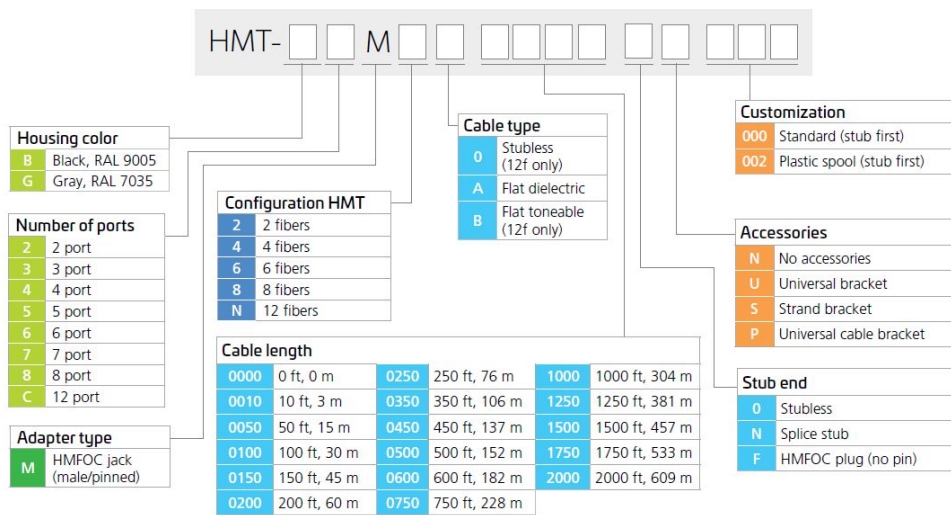 HMT- M
Housing color
B Black, RAL 9005
G Gray, RAL 7035
Number of ports
2 2 port
3 3 port
4 4 port
5 5 port
6 6 port
7 7 port
8 8 port
C 12 port
Adapter type
M HMFOC jack
(male/pinned)
Configuration HMT
2 2 fibers
4 4 fibers
6 6 fibers
8 8 fibers
N 12 fibers
Cable type
0 Stubless
(12f only)
A Flat dielectric
B Flat toneable
(12f only)
Cable length
0000 0 ft, 0 m 0250 250 ft, 76 m 1000 1000 ft, 304 m
0010 10 ft, 3 m 0350 350 ft, 106 m 1250 1250 ft, 381 m
0050 50 ft, 15 m 0450 450 ft, 137 m 1500 1500 ft, 457 m
0100 100 ft, 30 m 0500 500 ft, 152 m 1750 1750 ft, 533 m
0150 150 ft, 45 m 0600 600 ft, 182 m 2000 2000 ft, 609 m
0200 200 ft, 60 m 0750 750 ft, 228 m
Customization
000 Standard (stub first)
002 Plastic spool (stub first)
Accessories
N No accessories
U Universal bracket
S Strand bracket
P Universal cable bracket
Stub end
0 Stubless
N Splice stub
F HMFOC plug (no pin)